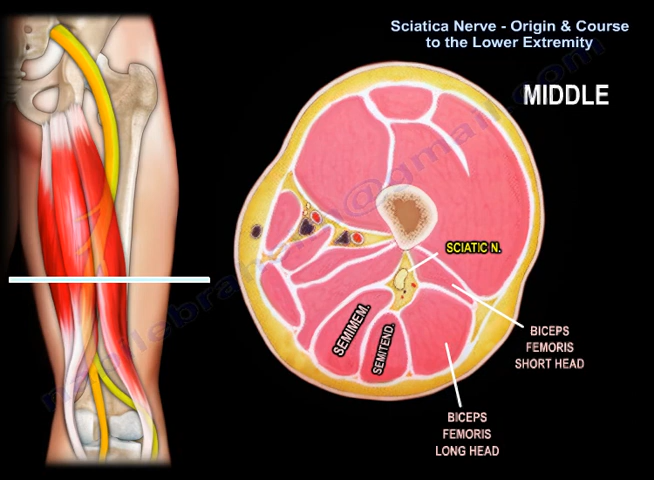 Sciatica Nerve - Origin & Course
to the Lower Extremity
MIDDLE
SCIATIC N.
SEMIMEM.
SEMITEND.
BICEPS
FEMORIS
SHORT HEAD
BICEPS
FEMORIS
LONG HEAD